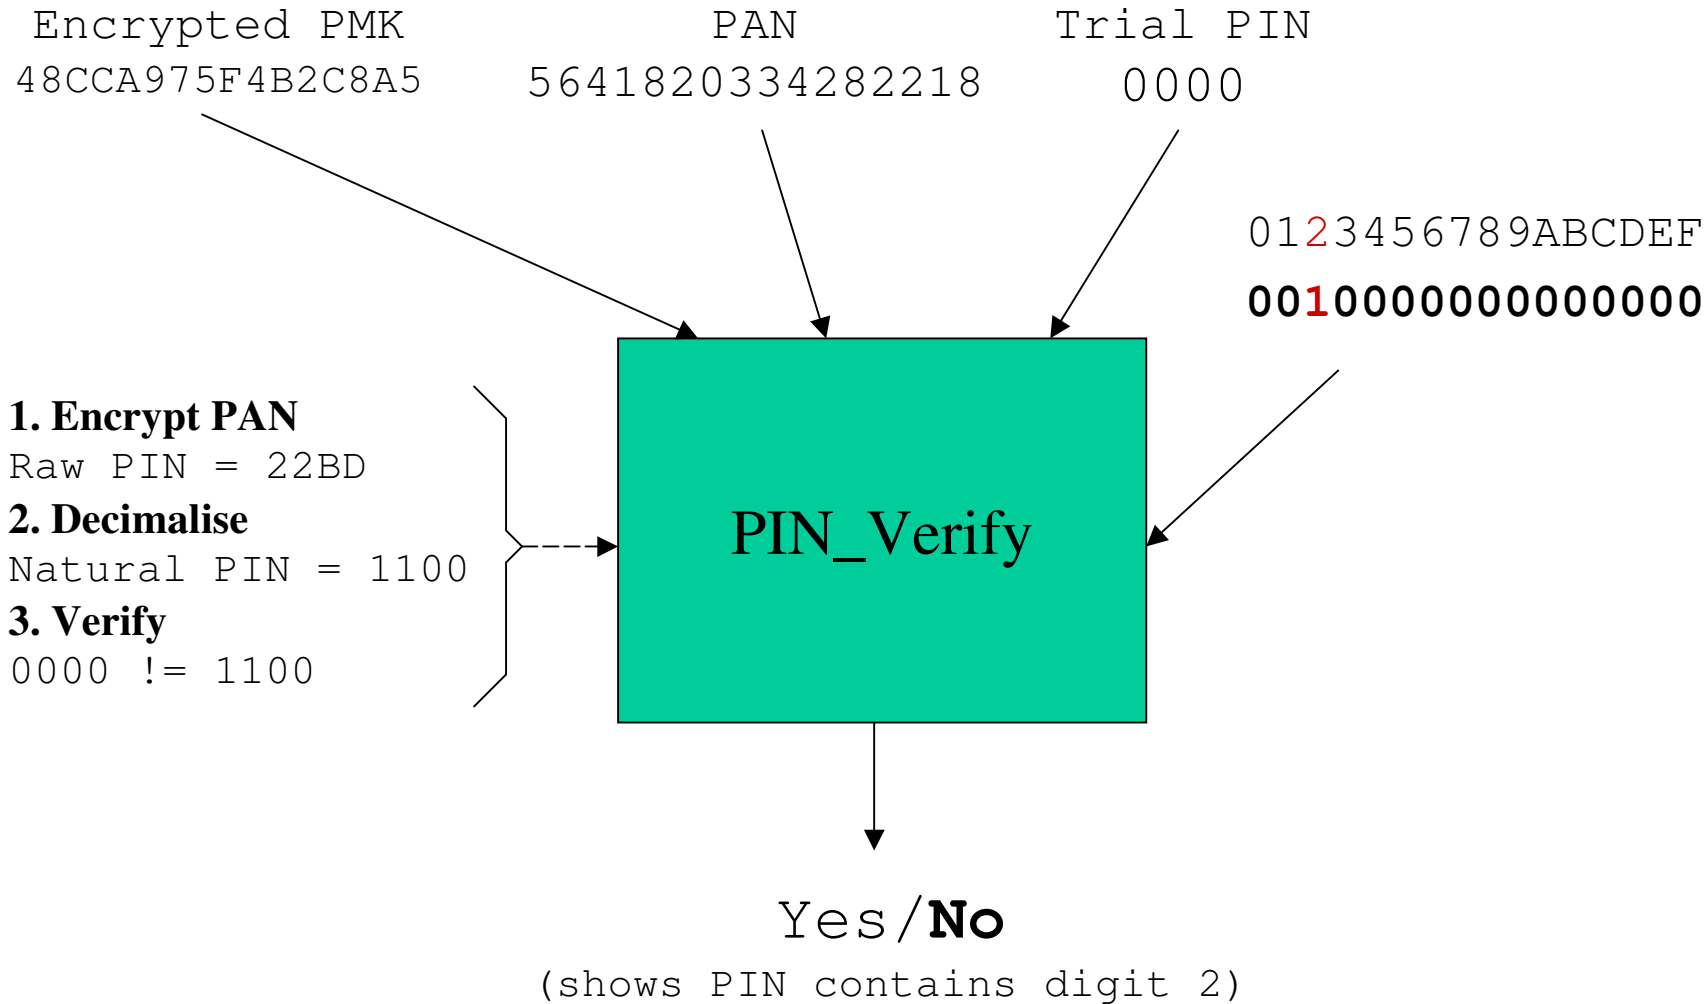 Encrypted PMK
48CCA975F4B2C8A5
PAN
5641820334282218
Trial PIN
0000
0123456789ABCDEF
0010000000000000
1. Encrypt PAN
Raw PIN = 22BD
2. Decimalise
Natural PIN = 1100
3. Verify
0000 != 1100
PIN_Verify
Yes/No
(shows PIN contains digit 2)